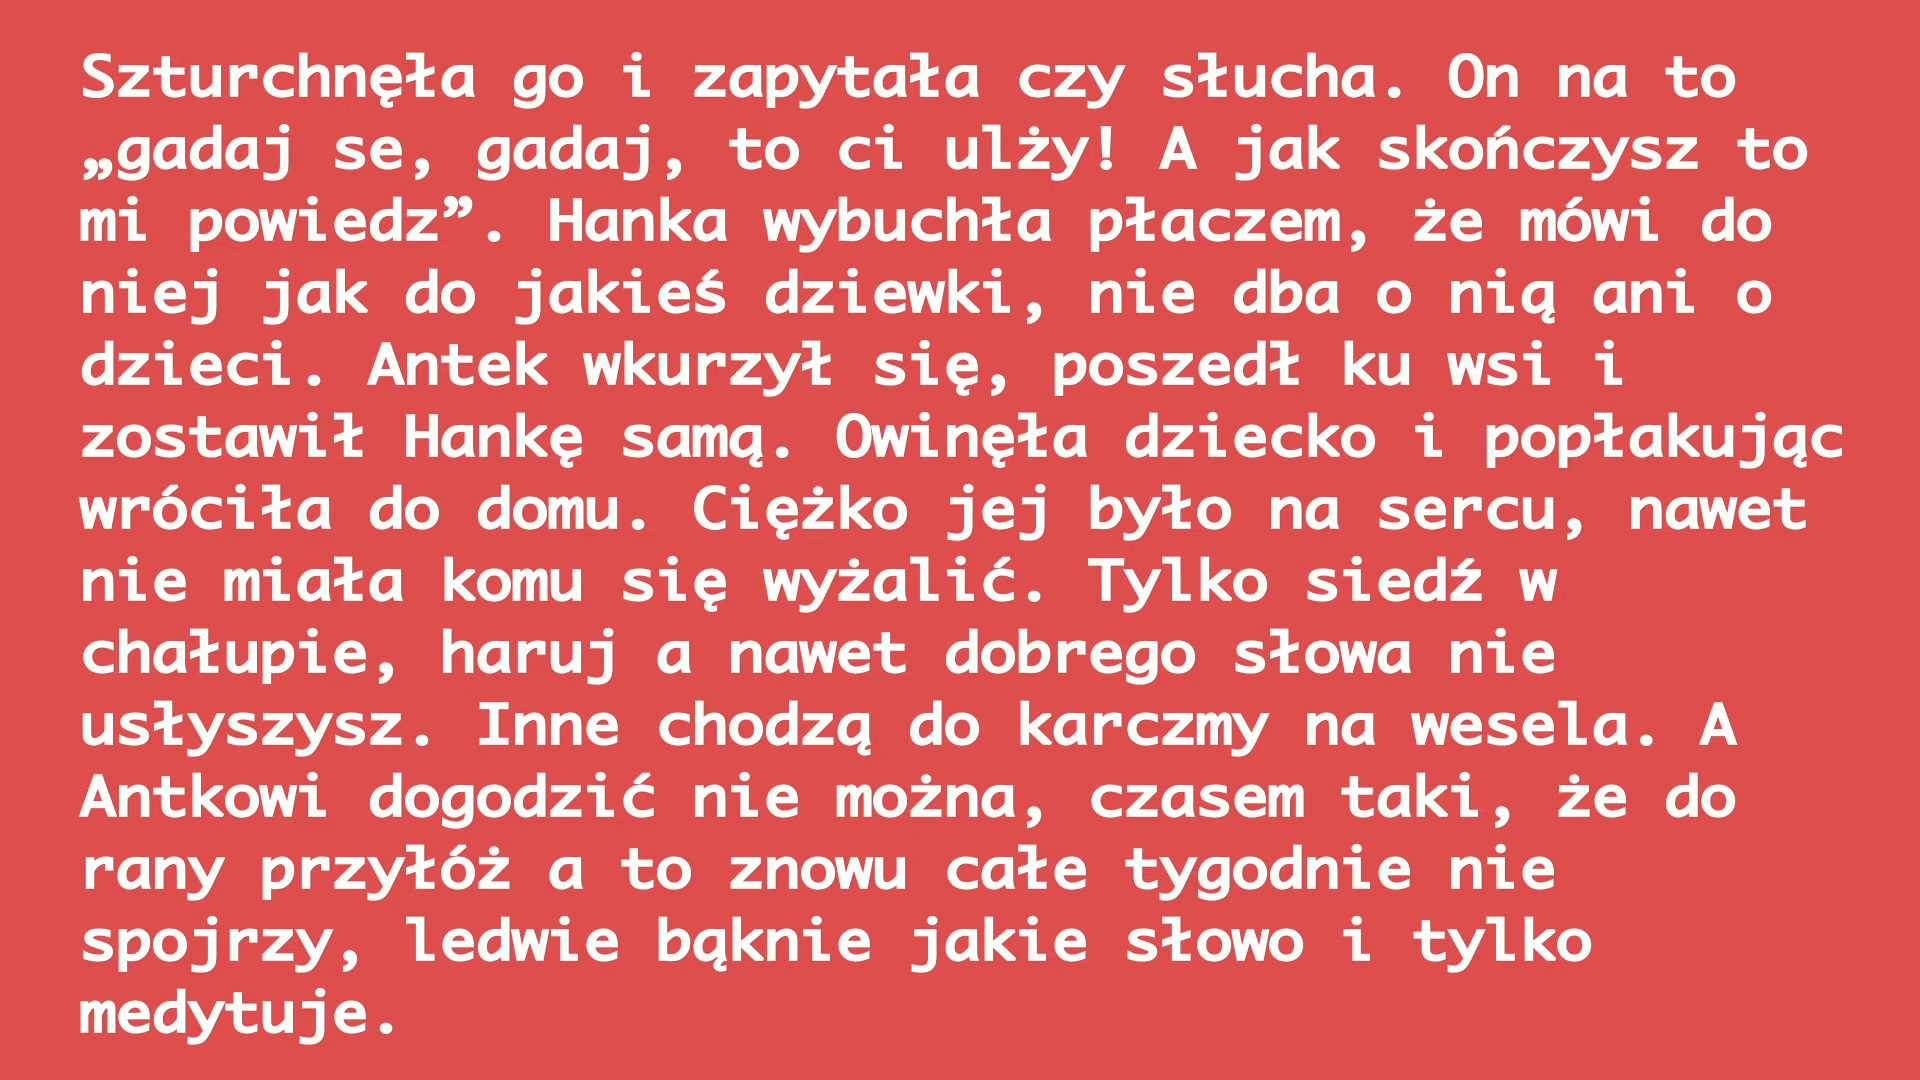 Szturchnęła go i zapytała czy słucha. On na to
„gadaj se, gadaj, to ci ulży! A jak skończysz to
mi powiedz”. Hanka wybuchła płaczem, że mówi do
niej jak do jakieś dziewki, nie dba o nią ani o
dzieci. Antek wkurzył się, poszedł ku wsi i
zostawił Hankę samą. Owinęła dziecko i popłakując
wróciła do domu. Ciężko jej było na sercu, nawet
nie miała komu się wyżalić. Tylko siedź w
chałupie, haruj a nawet dobrego słowa nie
usłyszysz. Inne chodzą do karczmy na wesela. A
Antkowi dogodzić nie można, czasem taki, że do
rany przyłóż a to znowu całe tygodnie nie
spojrzy, ledwie bąknie jakie słowo i tylko
medytuje.